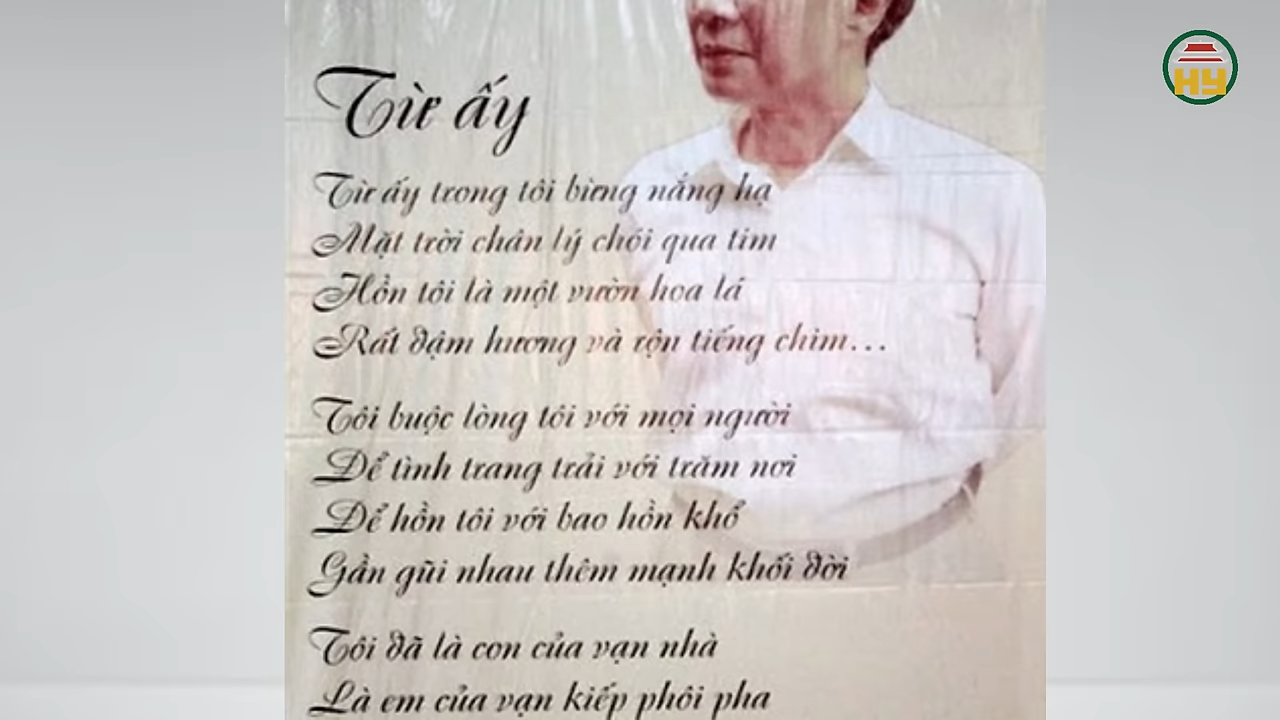 Từ ấy
Từ ấy trong tôi bừng nắng hạ
Mặt trời chân lý chói qua tim
Hồn tôi là một vườn hoa lá
Rất đậm hương và rộn tiếng chim...
Tôi buộc lòng tôi với mọi người
Để tình trang trải với trăm nơi
Để hồn tôi với bao hồn khổ
Gần gũi nhau thêm mạnh khối đời
Tôi đã là con của vạn nhà
Là em của vạn kiếp phôi pha
HY